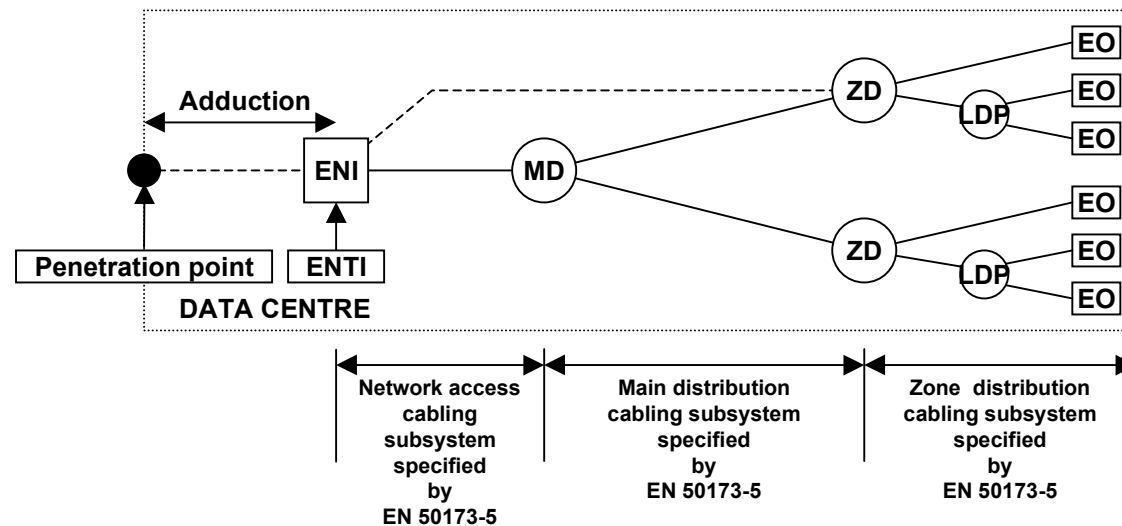 EO
ZD
EO
Adduction
LDP
EO
ENI
MD
EO
ZD
EO
Penetration point
ENTI
LDP
EO
DATA CENTRE
Network access
cabling
subsystem
specified
by
EN 50173-5
Main distribution
cabling subsystem
specified
by
EN 50173-5
Zone distribution
cabling subsystem
specified
by
EN 50173-5